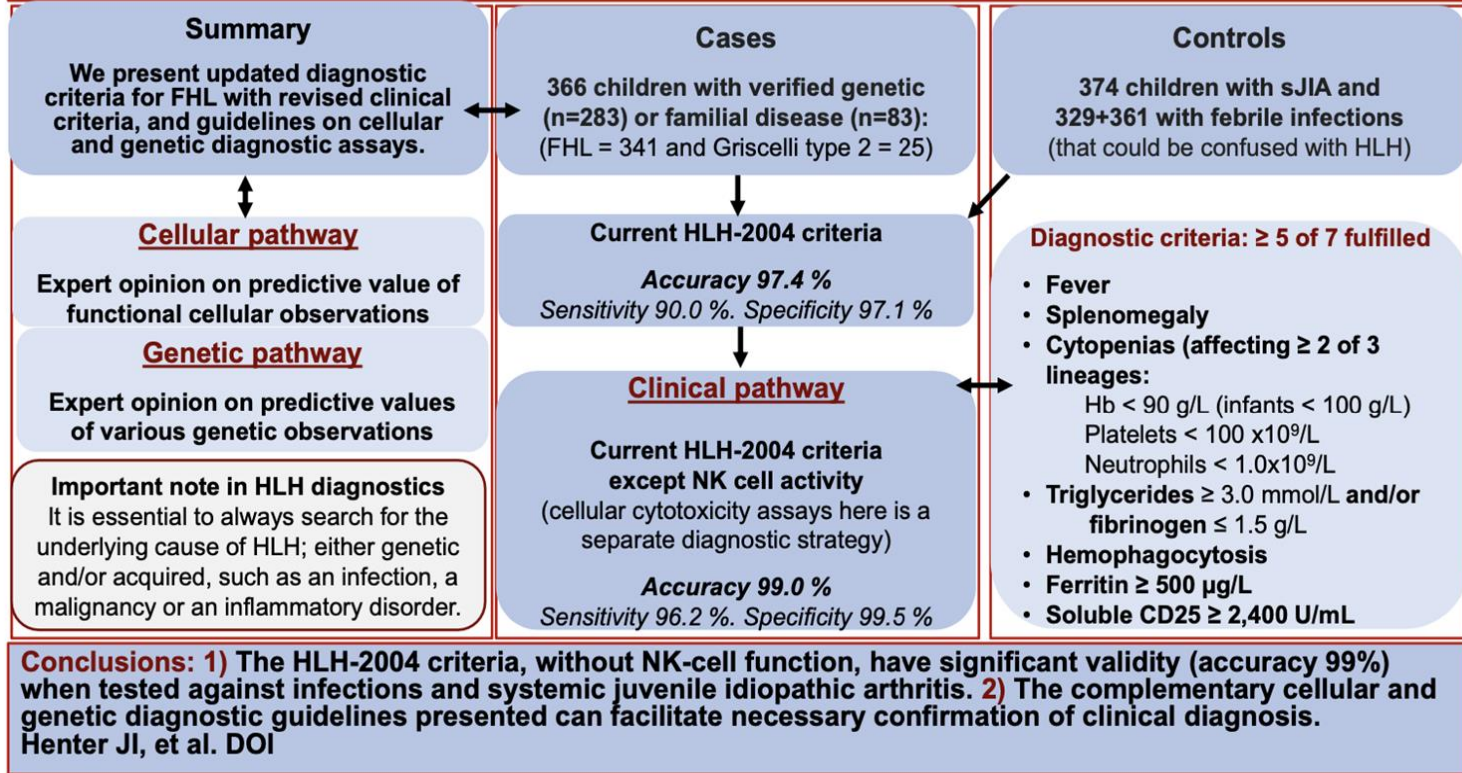 Summary
We present updated diagnostic
criteria for FHL with revised clinical
criteria, and guidelines on cellular
and genetic diagnostic assays.
Cellular pathway
Expert opinion on predictive value of
functional cellular observations
Genetic pathway
Expert opinion on predictive values
of various genetic observations
Important note in HLH diagnostics
It is essential to always search for the
underlying cause of HLH; either genetic
and/or acquired, such as an infection, a
malignancy or an inflammatory disorder.
Cases
366 children with verified genetic
(n=283) or familial disease (n=83):
(FHL = 341 and Griscelli type 2 = 25)
Current HLH-2004 criteria
Accuracy 97.4 %
Sensitivity 90.0 %. Specificity 97.1 %
Clinical pathway
Current HLH-2004 criteria
except NK cell activity
(cellular cytotoxicity assays here is a
separate diagnostic strategy)
Accuracy 99.0 %
Sensitivity 96.2 %. Specificity 99.5 %
Controls
374 children with sJIA and
329+361 with febrile infections
(that could be confused with HLH)
Diagnostic criteria: ≥ 5 of 7 fulfilled
• Fever
• Splenomegaly
• Cytopenias (affecting ≥ 2 of 3
lineages:
Hb < 90 g/L (infants < 100 g/L)
Platelets < 100 x10⁹/L
Neutrophils < 1.0x10⁹/L
• Triglycerides ≥ 3.0 mmol/L and/or
fibrinogen ≤ 1.5 g/L
• Hemophagocytosis
• Ferritin ≥ 500 µg/L
• Soluble CD25 ≥ 2,400 U/mL
Conclusions: 1) The HLH-2004 criteria, without NK-cell function, have significant validity (accuracy 99%)
when tested against infections and systemic juvenile idiopathic arthritis. 2) The complementary cellular and
genetic diagnostic guidelines presented can facilitate necessary confirmation of clinical diagnosis.
Henter JI, et al. DOI